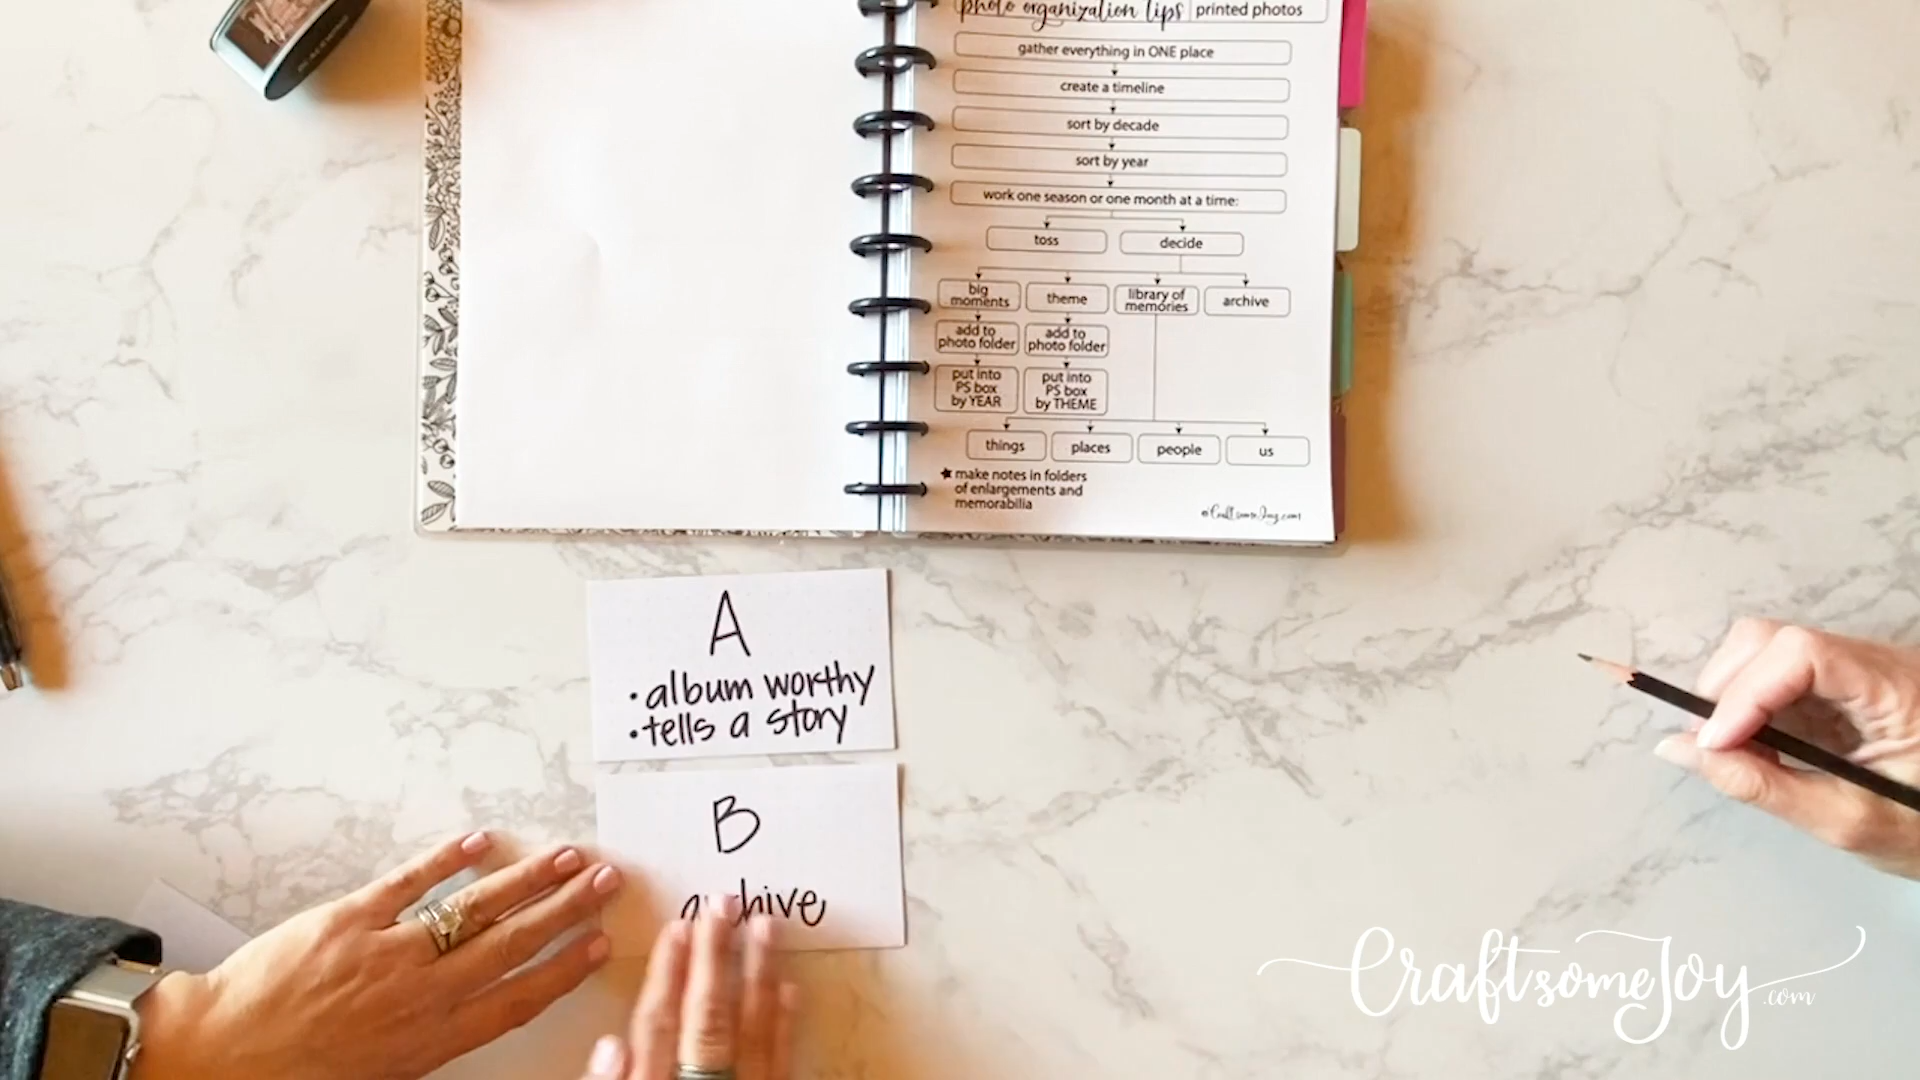 photo organization tips printed photos
gather everything in ONE place
create a timeline
sort by decade
sort by year
work one season or one month at a time:
toss
decide
big
moments
theme
library of
memories
archive
add to
photo folder
add to
photo folder
put into
PS box
by YEAR
put into
PS box
by THEME
things
places
people
us
★ make notes in folders
of enlargements and
memorabilia
©CraftsomeJoy.com
A
• album worthy
• tells a story
B
archive
CraftsomeJoy.com